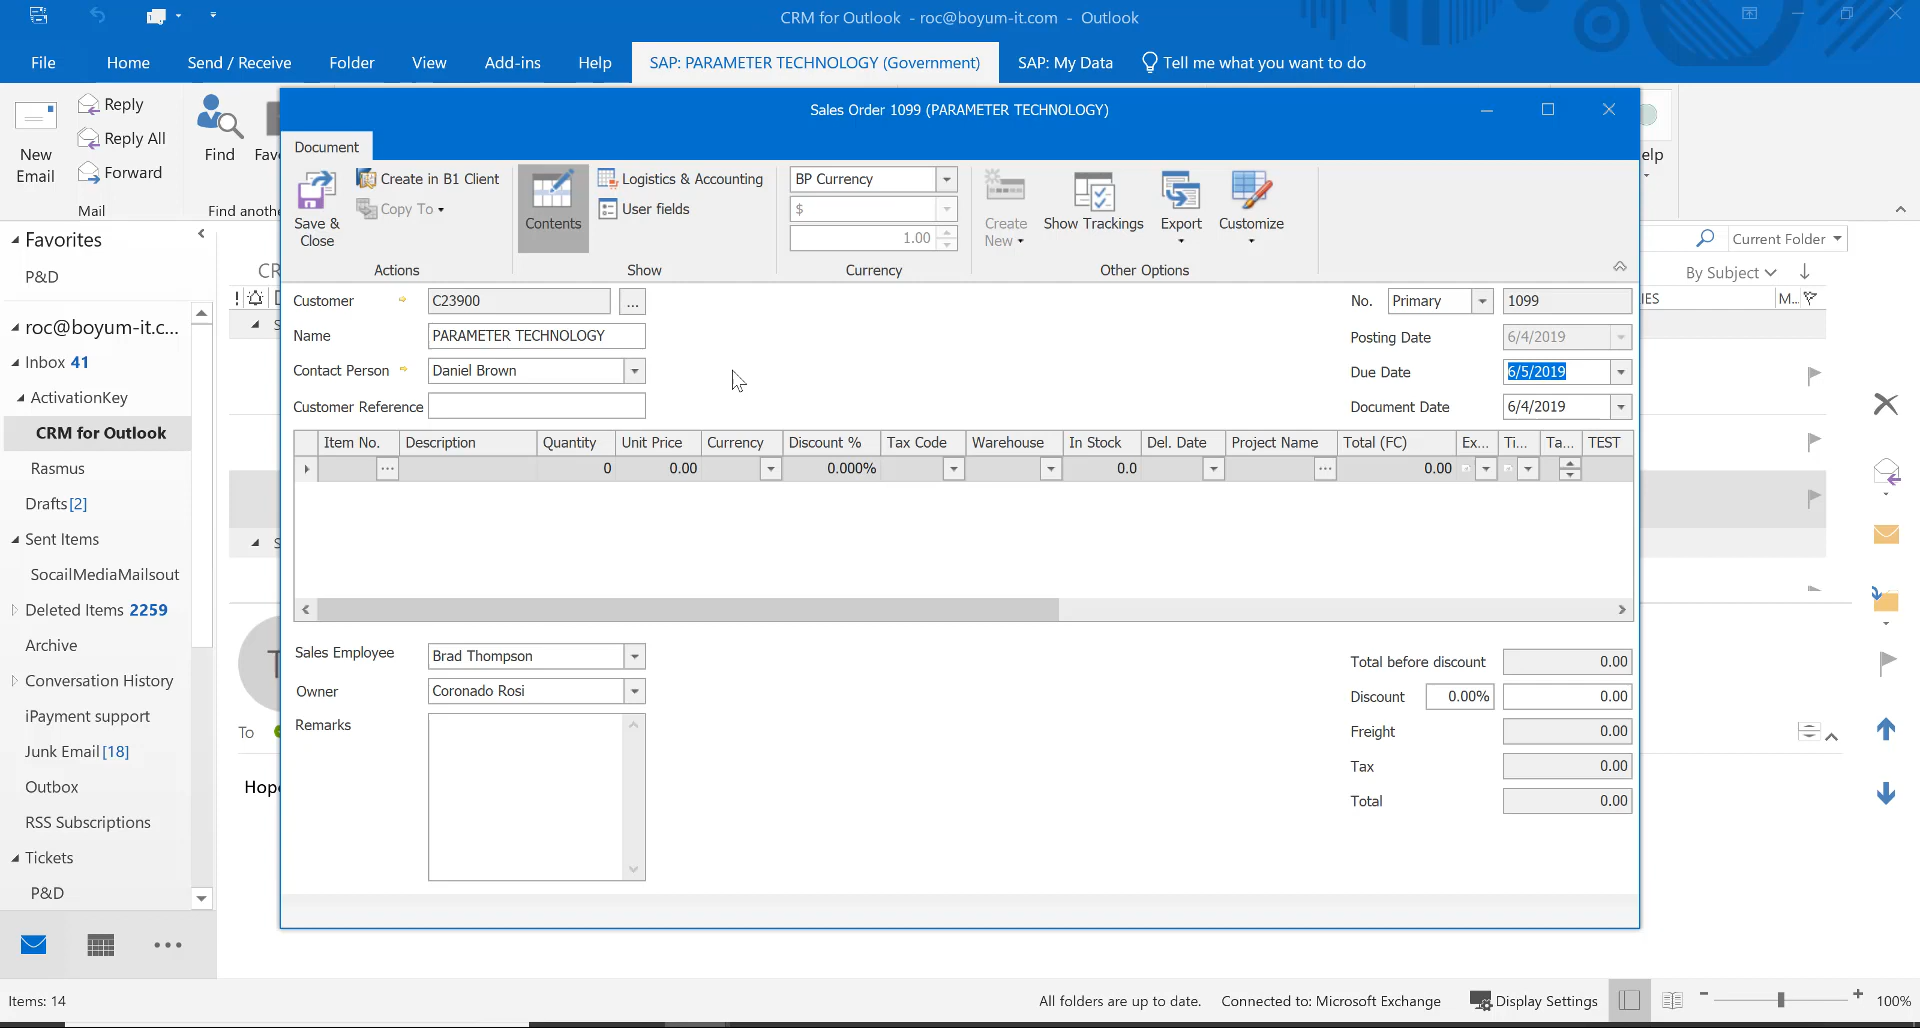 CRM for Outlook - roc@boyum-it.com - Outlook
File Home Send / Receive Folder View Add-ins Help SAP: PARAMETER TECHNOLOGY (Government) SAP: My Data Tell me what you want to do
New Email
Reply
Reply All
Forward
Mail
Find
Find anothe
Sales Order 1099 (PARAMETER TECHNOLOGY)
Document
Save & Close
Create in B1 Client
Copy To
Actions
Contents
Logistics & Accounting
User fields
Show
BP Currency
$
1.00
Currency
Create New
Show Trackings
Export
Customize
Other Options
elp
Current Folder
By Subject
IES M...
Favorites
P&D
roc@boyum-it.c...
Inbox 41
ActivationKey
CRM for Outlook
Rasmus
Drafts [2]
Sent Items
SocailMediaMailsout
Deleted Items 2259
Archive
Conversation History
iPayment support
Junk Email [18]
Outbox
RSS Subscriptions
Tickets
P&D
CR
Customer C23900 ...
Name PARAMETER TECHNOLOGY
Contact Person Daniel Brown
Customer Reference
No. Primary 1099
Posting Date 6/4/2019
Due Date 6/5/2019
Document Date 6/4/2019
Item No. Description Quantity Unit Price Currency Discount % Tax Code Warehouse In Stock Del. Date Project Name Total (FC) Ex... Ti... Ta... TEST
... 0 0.00 0.000% 0.0 ... 0.00
Sales Employee Brad Thompson
Owner Coronado Rosi
Remarks
Total before discount 0.00
Discount 0.00% 0.00
Freight 0.00
Tax 0.00
Total 0.00
T
To
Hope
Items: 14
All folders are up to date. Connected to: Microsoft Exchange Display Settings 100%